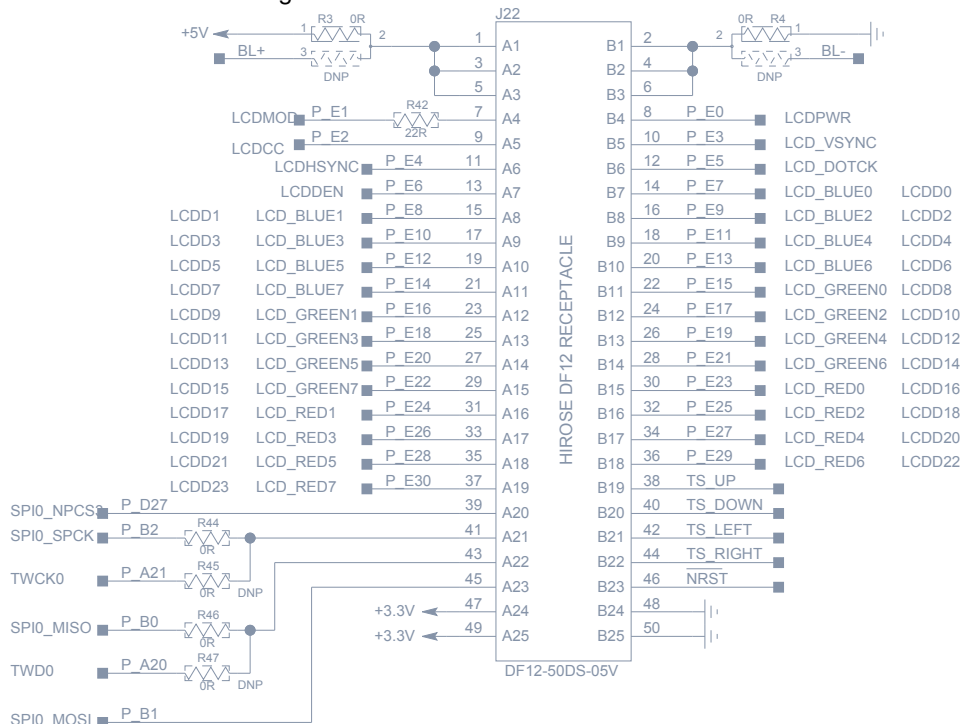 J22
R3 0R 0R R4
+5V 1 2 1 A1 B1 2 2 1
BL+ 3 DNP 3 A2 B2 4 3 BL-
DNP
5 A3 B3 6
LCDMOD P_E1 R42 22R 7 A4 B4 8 P_E0 LCDPWR
LCDCC P_E2 9 A5 B5 10 P_E3 LCD_VSYNC
LCDHSYNC P_E4 11 A6 B6 12 P_E5 LCD_DOTCK
LCDDEN P_E6 13 A7 B7 14 P_E7 LCD_BLUE0 LCDD0
LCDD1 LCD_BLUE1 P_E8 15 A8 B8 16 P_E9 LCD_BLUE2 LCDD2
LCDD3 LCD_BLUE3 P_E10 17 A9 B9 18 P_E11 LCD_BLUE4 LCDD4
LCDD5 LCD_BLUE5 P_E12 19 A10 B10 20 P_E13 LCD_BLUE6 LCDD6
LCDD7 LCD_BLUE7 P_E14 21 A11 B11 22 P_E15 LCD_GREEN0 LCDD8
LCDD9 LCD_GREEN1 P_E16 23 A12 B12 24 P_E17 LCD_GREEN2 LCDD10
LCDD11 LCD_GREEN3 P_E18 25 A13 B13 26 P_E19 LCD_GREEN4 LCDD12
LCDD13 LCD_GREEN5 P_E20 27 A14 B14 28 P_E21 LCD_GREEN6 LCDD14
LCDD15 LCD_GREEN7 P_E22 29 A15 B15 30 P_E23 LCD_RED0 LCDD16
LCDD17 LCD_RED1 P_E24 31 A16 B16 32 P_E25 LCD_RED2 LCDD18
LCDD19 LCD_RED3 P_E26 33 A17 B17 34 P_E27 LCD_RED4 LCDD20
LCDD21 LCD_RED5 P_E28 35 A18 B18 36 P_E29 LCD_RED6 LCDD22
LCDD23 LCD_RED7 P_E30 37 A19 B19 38 TS_UP
HIROSE DF12 RECEPTACLE
SPI0_NPCS3 P_D27 39 A20 B20 40 TS_DOWN
SPI0_SPCK P_B2 R44 0R 41 A21 B21 42 TS_LEFT
43 A22 B22 44 TS_RIGHT
TWCK0 P_A21 R45 0R DNP 45 A23 B23 46 NRST
+3.3V 47 A24 B24 48
SPI0_MISO P_B0 R46 0R +3.3V 49 A25 B25 50
TWD0 P_A20 R47 0R DNP
DF12-50DS-05V
SPI0_MOSI P_B1